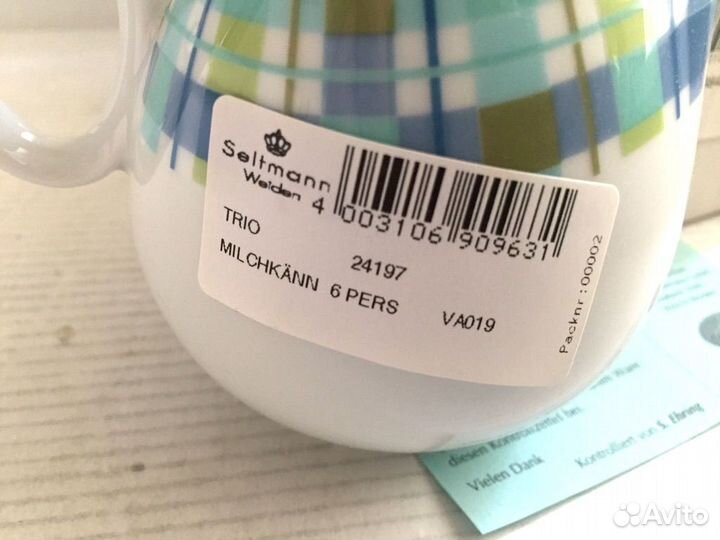 Seltmann
Weiden
4 003106 909631
TRIO
24197
MILCHKÄNN 6 PERS VA019
Packnr:00002
diesen Kontrollzettel bei.
Vielen Dank
Kontrolliert von S. Ehring
Avito